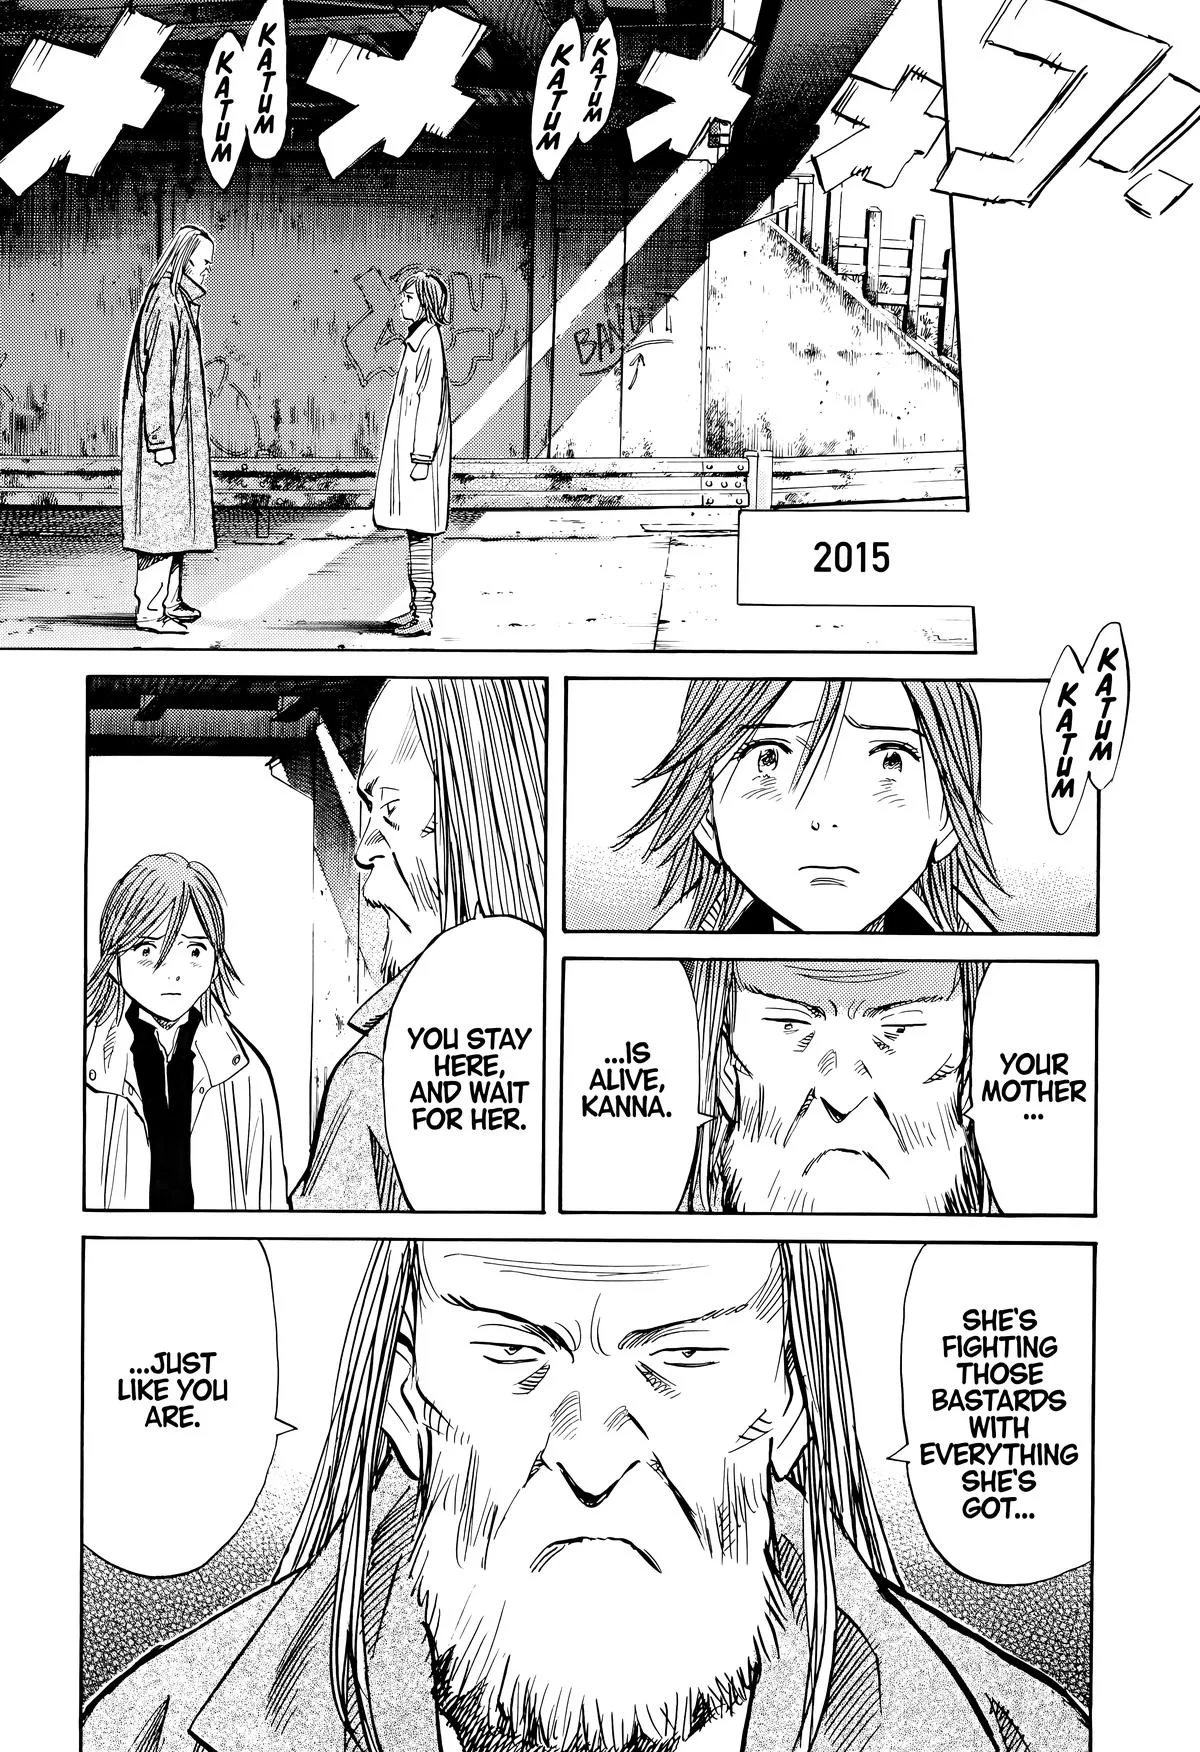 KATUM
KATUM
KATUM
KATUM
2015
KATUM
KATUM
YOUR
MOTHER
...
...IS
ALIVE,
KANNA.
YOU STAY
HERE,
AND WAIT
FOR HER.
SHE'S
FIGHTING
THOSE
BASTARDS
WITH
EVERYTHING
SHE'S
GOT...
...JUST
LIKE YOU
ARE.